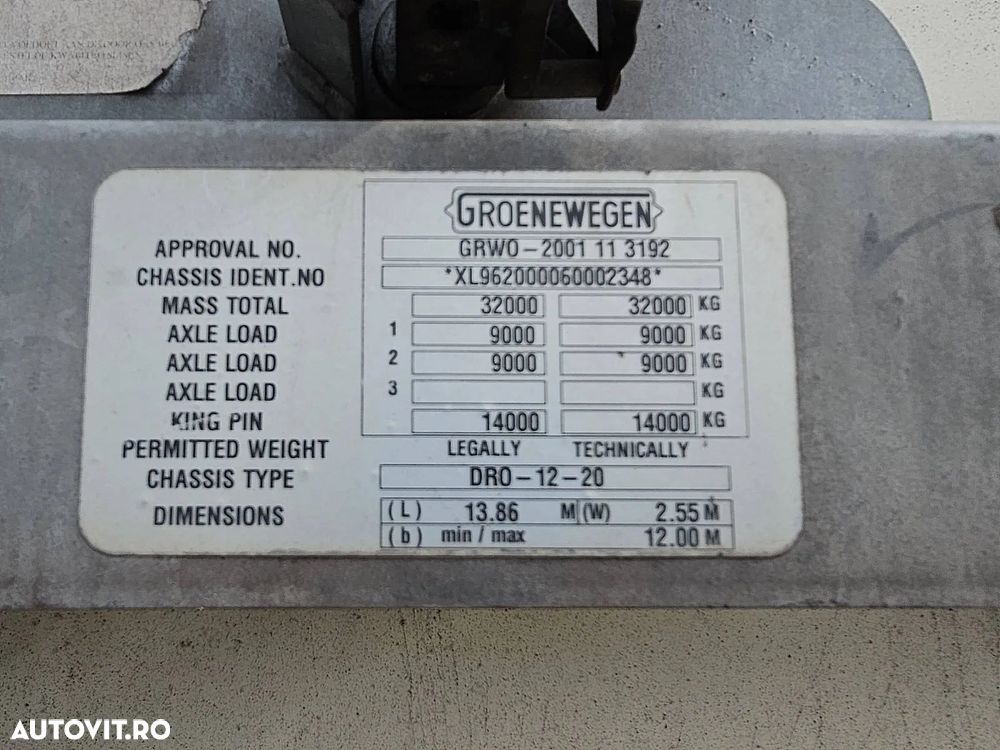 GROENEWEGEN
APPROVAL NO. GRWO-2001 11 3192
CHASSIS IDENT.NO *XL962000060002348*
MASS TOTAL 32000 32000 KG
AXLE LOAD 1 9000 9000 KG
AXLE LOAD 2 9000 9000 KG
AXLE LOAD 3 KG
KING PIN 14000 14000 KG
PERMITTED WEIGHT LEGALLY TECHNICALLY
CHASSIS TYPE DRO-12-20
DIMENSIONS (L) 13.86 M (W) 2.55 M
(b) min / max 12.00 M
AUTOVIT.RO